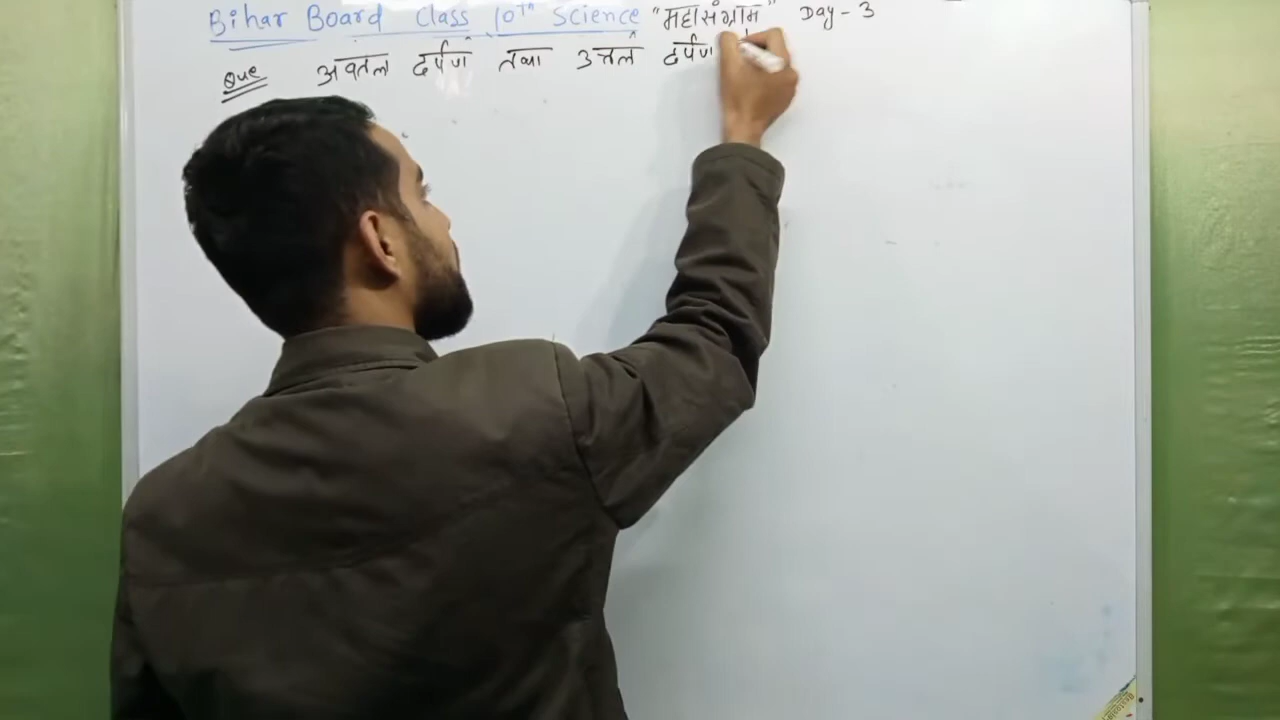 Bihar Board Class 10th Science "महासंग्राम" Day - 3
Que अवतल दर्पण तथा उत्तल दर्पण